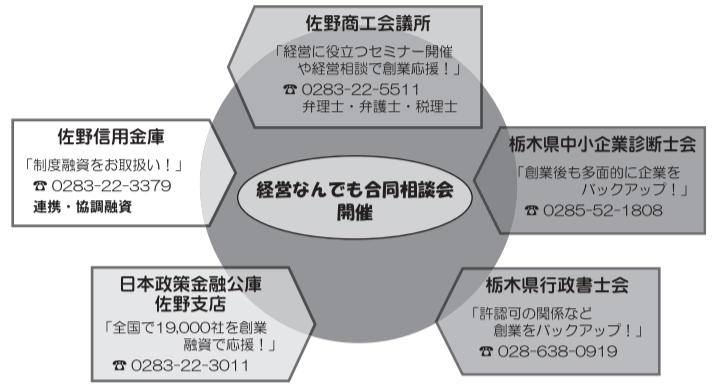 佐野商工会議所
「経営に役立つセミナー開催
や経営相談で創業応援！」
☎ 0283-22-5511
弁理士・弁護士・税理士
佐野信用金庫
「制度融資をお取扱い！」
☎ 0283-22-3379
連携・協調融資
栃木県中小企業診断士会
「創業後も多面的に企業を
バックアップ！」
☎ 0285-52-1808
経営なんでも合同相談会
開催
日本政策金融公庫
佐野支店
「全国で19,000社を創業
融資で応援！」
☎ 0283-22-3011
栃木県行政書士会
「許認可の関係など
創業をバックアップ！」
☎ 028-638-0919